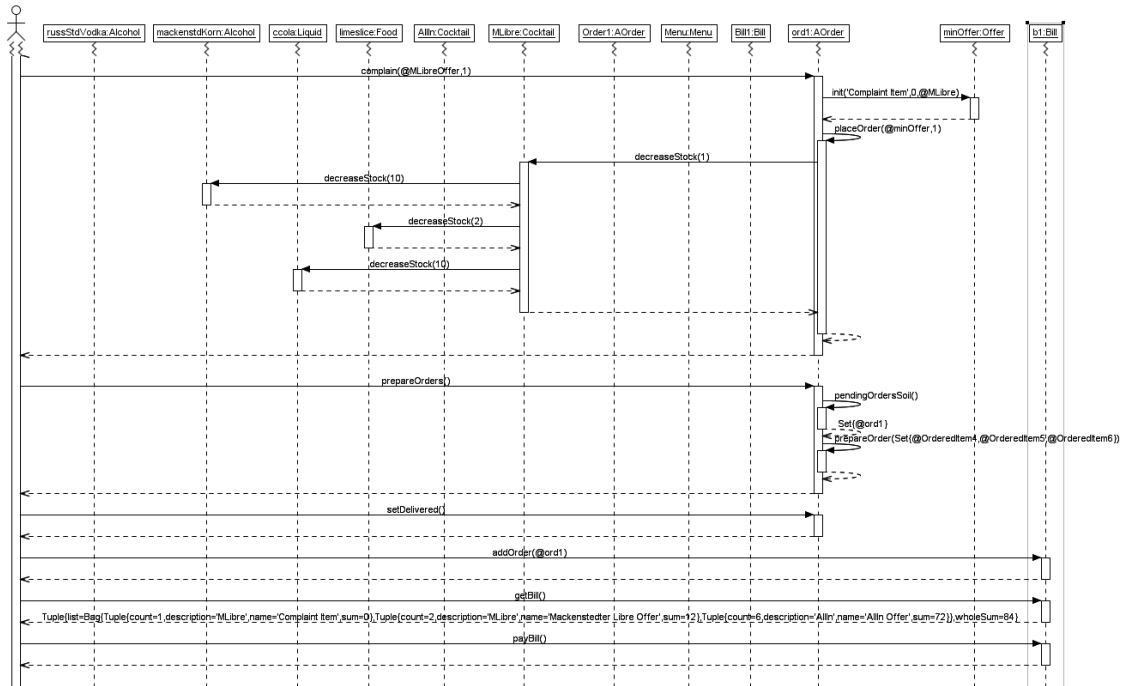 russStdVodka:Alcohol mackenstdKorn:Alcohol ccola:Liquid limeslice:Food AllIn:Cocktail MLibre:Cocktail Order1:AOrder Menu:Menu Bill1:Bill ord1:AOrder minOffer:Offer b1:Bill
complain(@MLibreOffer,1)
init('Complaint Item',0,@MLibre)
placeOrder(@minOffer,1)
decreaseStock(1)
decreaseStock(10)
decreaseStock(2)
decreaseStock(10)
prepareOrders()
pendingOrdersSoil()
Set{@ord1}
prepareOrder(Set{@OrderedItem4,@OrderedItem5,@OrderedItem6})
setDelivered()
addOrder(@ord1)
getBill()
Tuple{list=Bag{Tuple{count=1,description='MLibre',name='Complaint Item',sum=0},Tuple{count=2,description='MLibre',name='Mackenstedter Libre Offer',sum=12},Tuple{count=6,description='AllIn',name='AllIn Offer',sum=72}},wholeSum=84}
payBill()